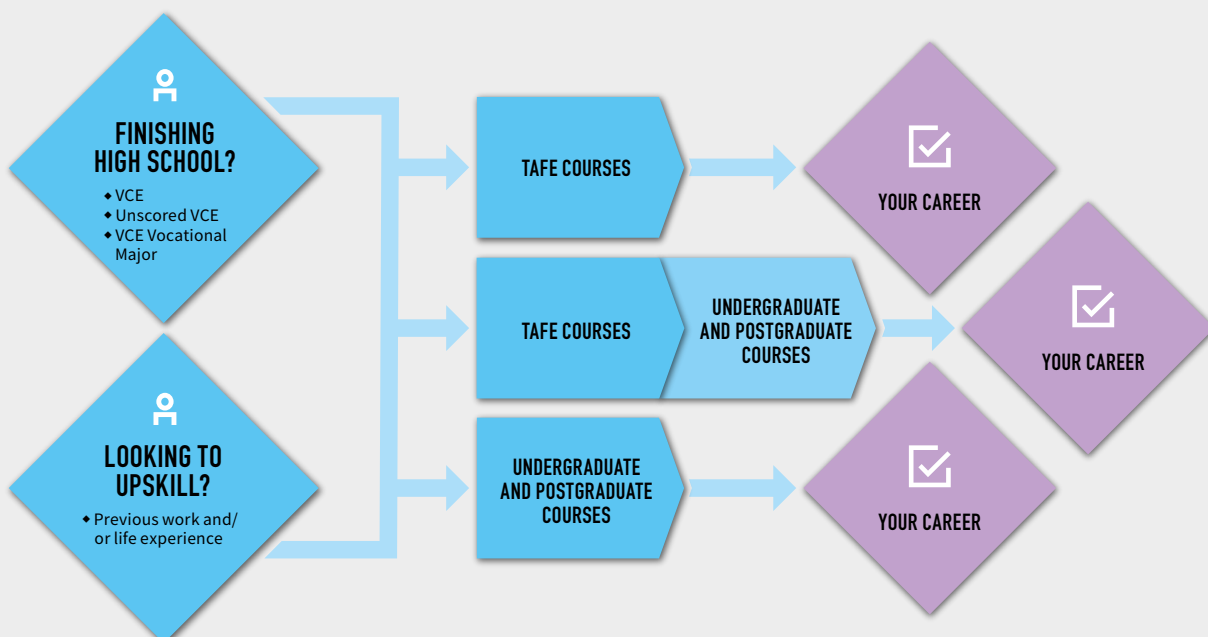 FINISHING
HIGH SCHOOL?
◆ VCE
◆ Unscored VCE
◆ VCE Vocational
Major
LOOKING TO
UPSKILL?
◆ Previous work and/
or life experience
TAFE COURSES
YOUR CAREER
TAFE COURSES
UNDERGRADUATE
AND POSTGRADUATE
COURSES
YOUR CAREER
UNDERGRADUATE
AND POSTGRADUATE
COURSES
YOUR CAREER